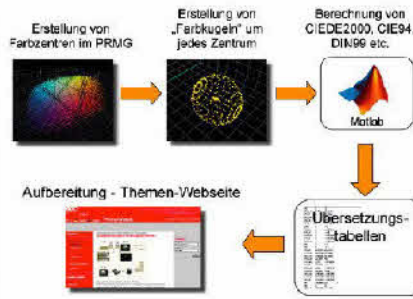 Erstellung von
Farbzentren im PRMG
Erstellung von
„Farbkugeln" um
jedes Zentrum
Berechnung von
CIEDE2000, CIE94,
DIN99 etc.
Matlab
Aufbereitung - Themen-Webseite
Übersetzungs-
tabellen